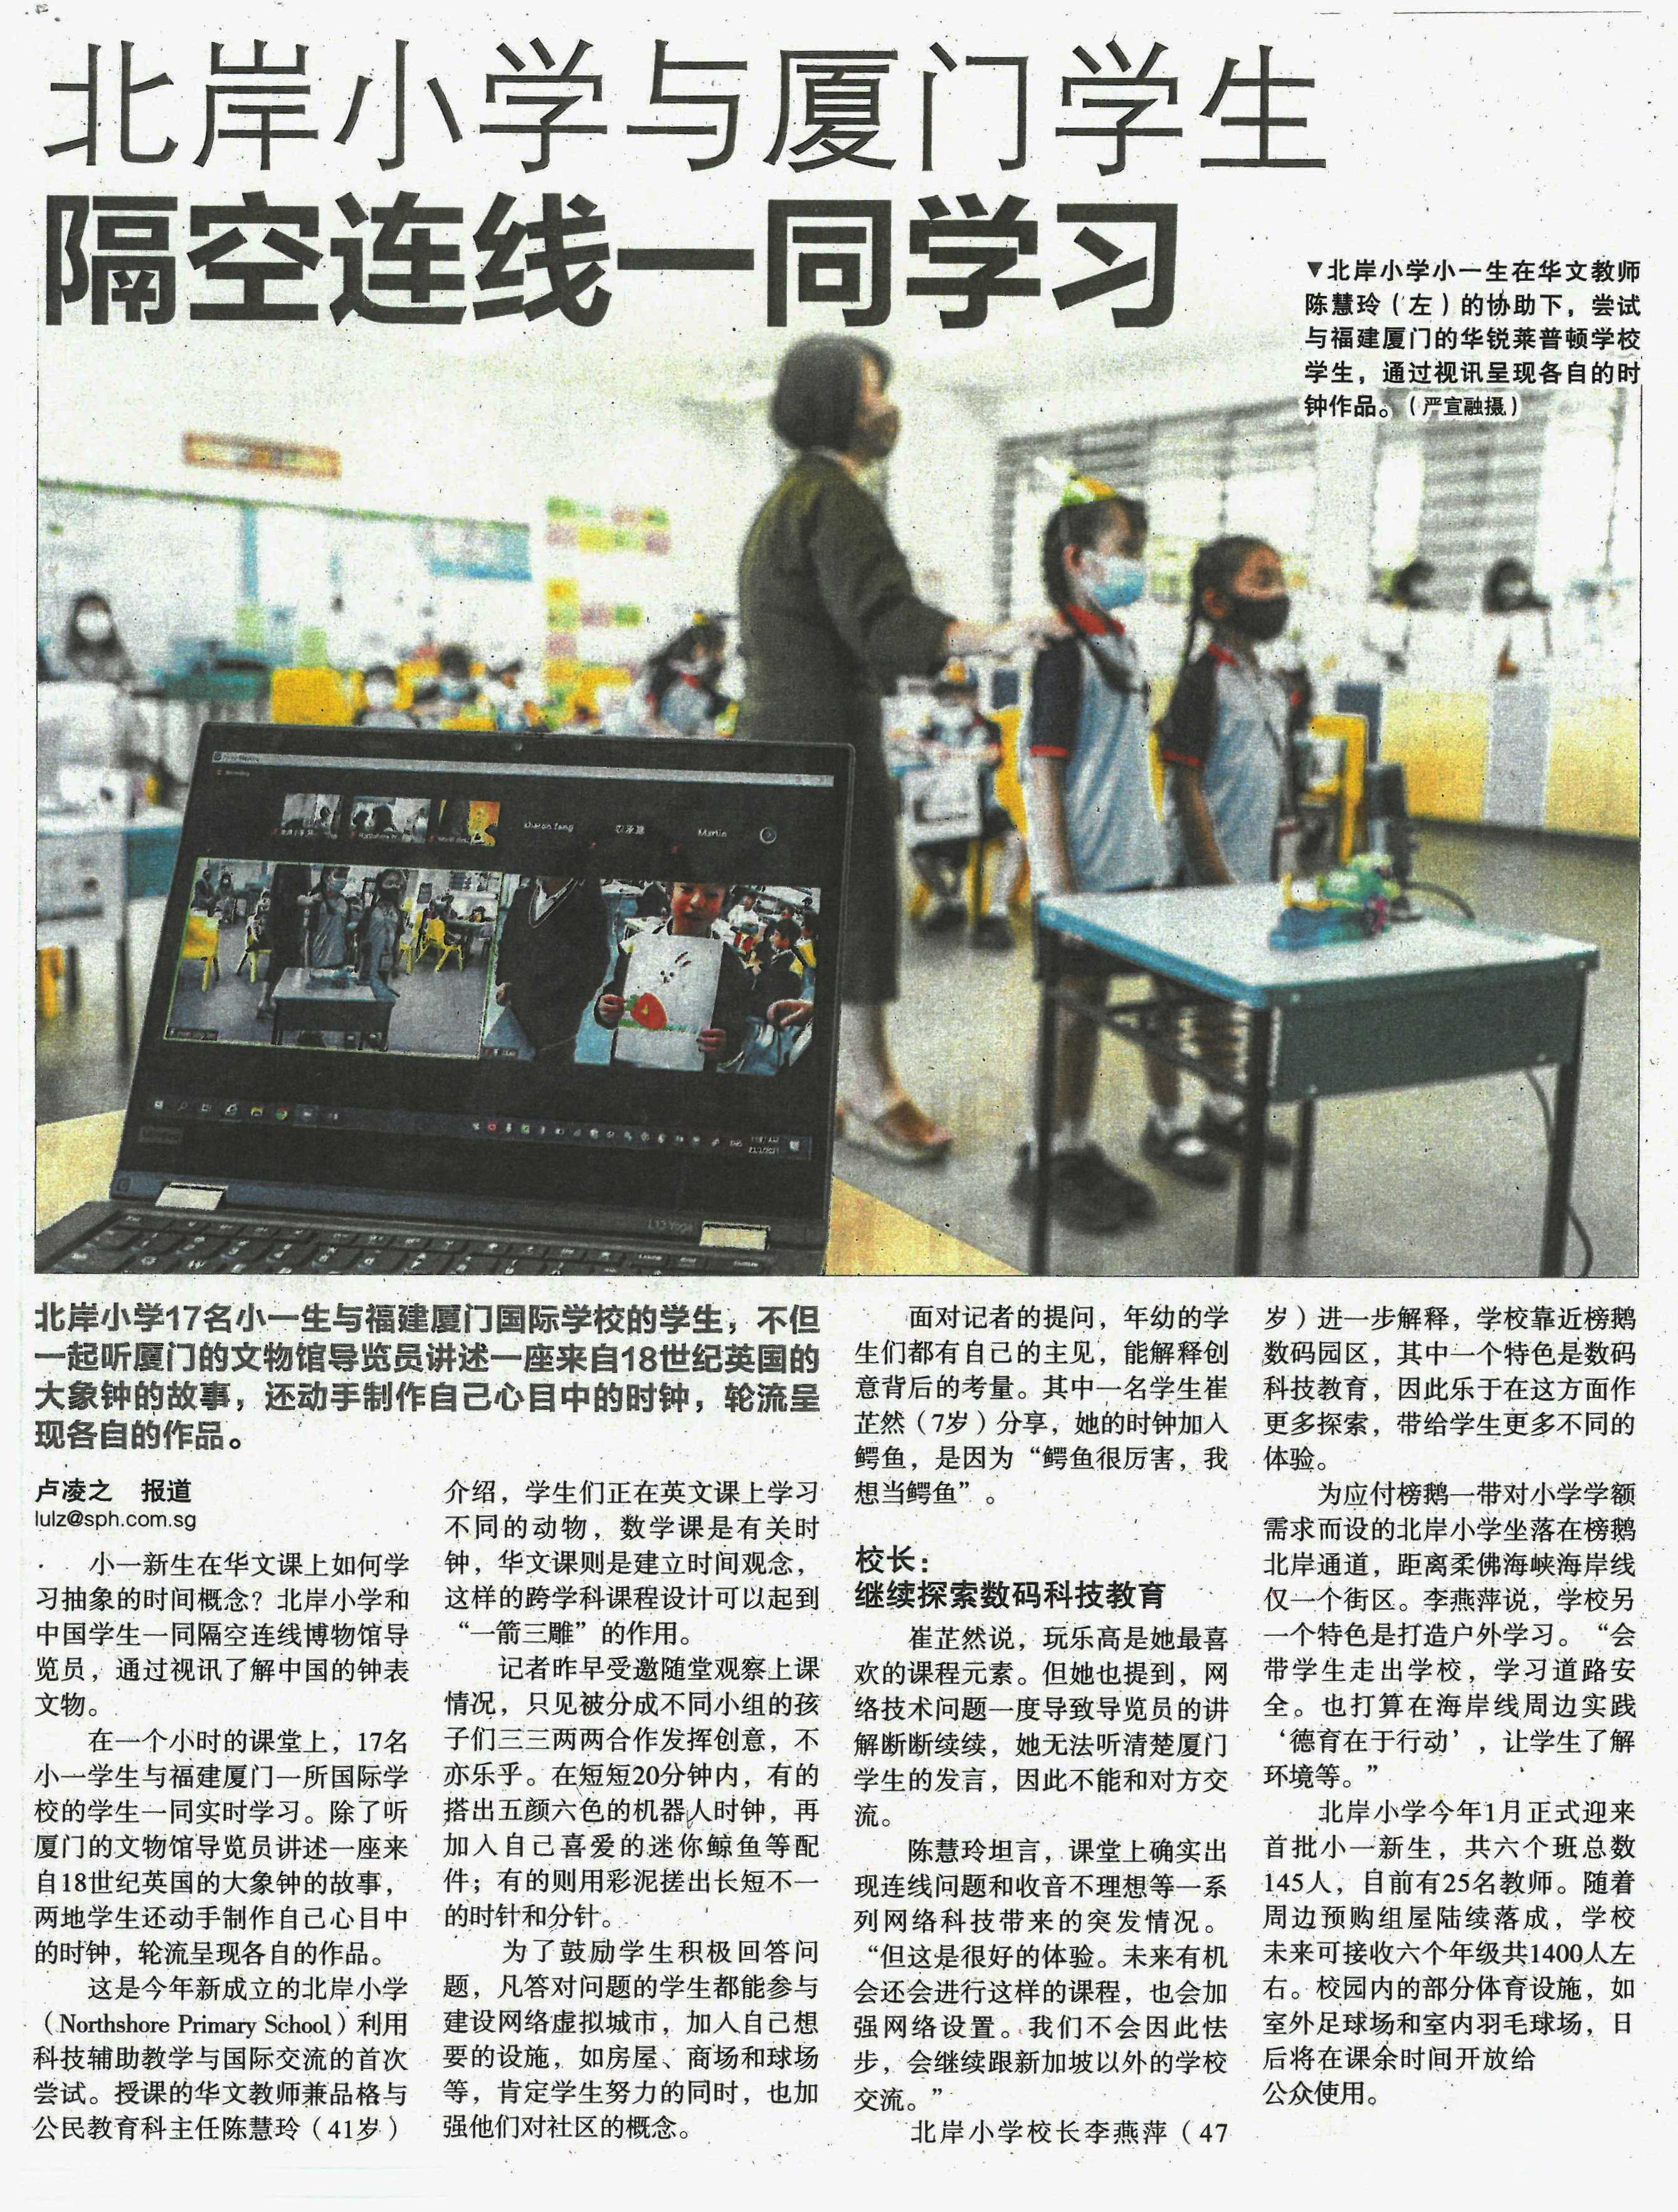 北岸小学与厦门学生
隔空连线一同学习
▼北岸小学小一生在华文教师
陈慧玲（左）的协助下，尝试
与福建厦门的华锐莱普顿学校
学生，通过视讯呈现各自的时
钟作品。（严宣融摄）
kharon fang
Martin
L13 Yoga
北岸小学17名小一生与福建厦门国际学校的学生，不但
一起听厦门的文物馆导览员讲述一座来自18世纪英国的
大象钟的故事，还动手制作自己心目中的时钟，轮流呈
现各自的作品。
卢凌之　报道
lulz@sph.com.sg
小一新生在华文课上如何学
习抽象的时间概念？北岸小学和
中国学生一同隔空连线博物馆导
览员，通过视讯了解中国的钟表
文物。
在一个小时的课堂上，17名
小一学生与福建厦门一所国际学
校的学生一同实时学习。除了听
厦门的文物馆导览员讲述一座来
自18世纪英国的大象钟的故事，
两地学生还动手制作自己心目中
的时钟，轮流呈现各自的作品。
这是今年新成立的北岸小学
（Northshore Primary School）利用
科技辅助教学与国际交流的首次
尝试。授课的华文教师兼品格与
公民教育科主任陈慧玲（41岁）
介绍，学生们正在英文课上学习
不同的动物，数学课是有关时
钟，华文课则是建立时间观念，
这样的跨学科课程设计可以起到
“一箭三雕”的作用。
记者昨早受邀随堂观察上课
情况，只见被分成不同小组的孩
子们三三两两合作发挥创意，不
亦乐乎。在短短20分钟内，有的
搭出五颜六色的机器人时钟，再
加入自己喜爱的迷你鲸鱼等配
件；有的则用彩泥搓出长短不一
的时针和分针。
为了鼓励学生积极回答问
题，凡答对问题的学生都能参与
建设网络虚拟城市，加入自己想
要的设施，如房屋、商场和球场
等，肯定学生努力的同时，也加
强他们对社区的概念。
面对记者的提问，年幼的学
生们都有自己的主见，能解释创
意背后的考量。其中一名学生崔
芷然（7岁）分享，她的时钟加入
鳄鱼，是因为“鳄鱼很厉害，我
想当鳄鱼”。
校长：
继续探索数码科技教育
崔芷然说，玩乐高是她最喜
欢的课程元素。但她也提到，网
络技术问题一度导致导览员的讲
解断断续续，她无法听清楚厦门
学生的发言，因此不能和对方交
流。
陈慧玲坦言，课堂上确实出
现连线问题和收音不理想等一系
列网络科技带来的突发情况。
“但这是很好的体验。未来有机
会还会进行这样的课程，也会加
强网络设置。我们不会因此怯
步，会继续跟新加坡以外的学校
交流。”
北岸小学校长李燕萍（47
岁）进一步解释，学校靠近榜鹅
数码园区，其中一个特色是数码
科技教育，因此乐于在这方面作
更多探索，带给学生更多不同的
体验。
为应付榜鹅一带对小学学额
需求而设的北岸小学坐落在榜鹅
北岸通道，距离柔佛海峡海岸线
仅一个街区。李燕萍说，学校另
一个特色是打造户外学习。“会
带学生走出学校，学习道路安
全。也打算在海岸线周边实践
‘德育在于行动’，让学生了解
环境等。”
北岸小学今年1月正式迎来
首批小一新生，共六个班总数
145人，目前有25名教师。随着
周边预购组屋陆续落成，学校
未来可接收六个年级共1400人左
右。校园内的部分体育设施，如
室外足球场和室内羽毛球场，日
后将在课余时间开放给
公众使用。